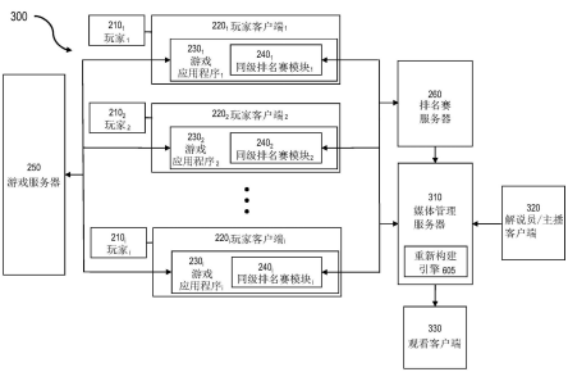 300
210₁
玩家₁
220₁玩家客户端₁
230₁
游戏
应用程序₁
240₁
同级排名赛模块₁
210₂
玩家₂
220₂玩家客户端₂
230₂
游戏
应用程序₂
240₂
同级排名赛模块₂
210ᵢ
玩家ᵢ
220ᵢ玩家客户端ᵢ
230ᵢ
游戏
应用程序ᵢ
240ᵢ
同级排名赛模块ᵢ
250
游戏服务器
260
排名赛
服务器
310
媒体管理
服务器
重新构建
引擎 605
320
解说员/主播
客户端
330
观看客户端